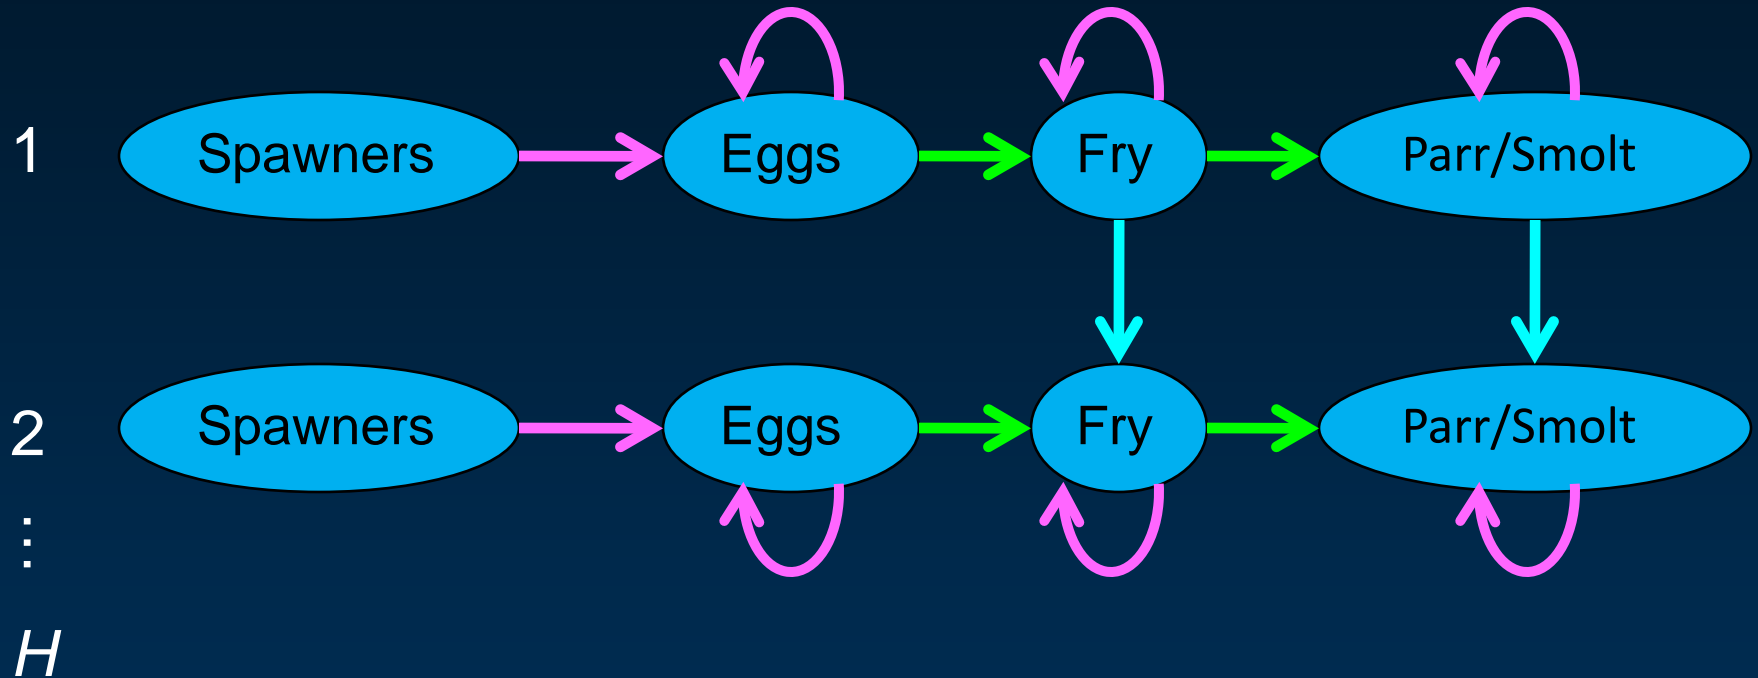 1 Spawners Eggs Fry Parr/Smolt
2 Spawners Eggs Fry Parr/Smolt
⋮
H